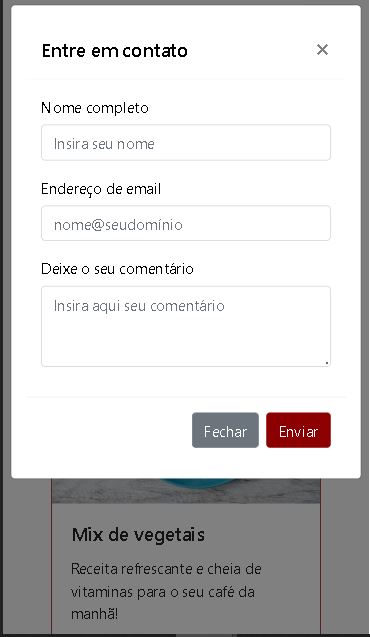 Entre em contato ×
Nome completo
Insira seu nome
Endereço de email
nome@seudomínio
Deixe o seu comentário
Insira aqui seu comentário
Fechar Enviar
Mix de vegetais
Receita refrescante e cheia de
vitaminas para o seu café da
manhã!